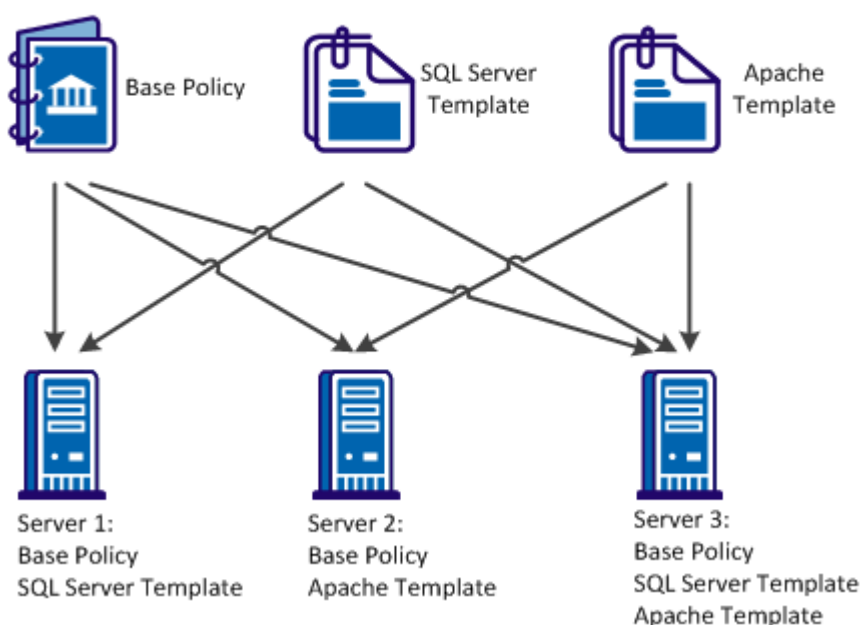 Base Policy
SQL Server
Template
Apache
Template
Server 1:
Base Policy
SQL Server Template
Server 2:
Base Policy
Apache Template
Server 3:
Base Policy
SQL Server Template
Apache Template